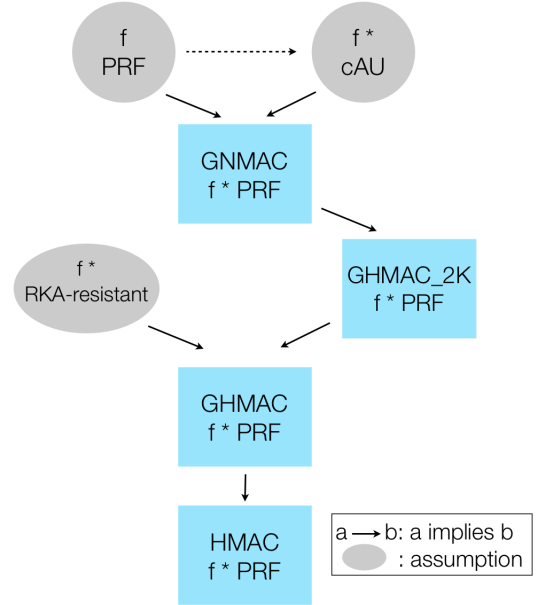 f
PRF
f *
cAU
GNMAC
f * PRF
f *
RKA-resistant
GHMAC_2K
f * PRF
GHMAC
f * PRF
HMAC
f * PRF
a → b: a implies b
: assumption